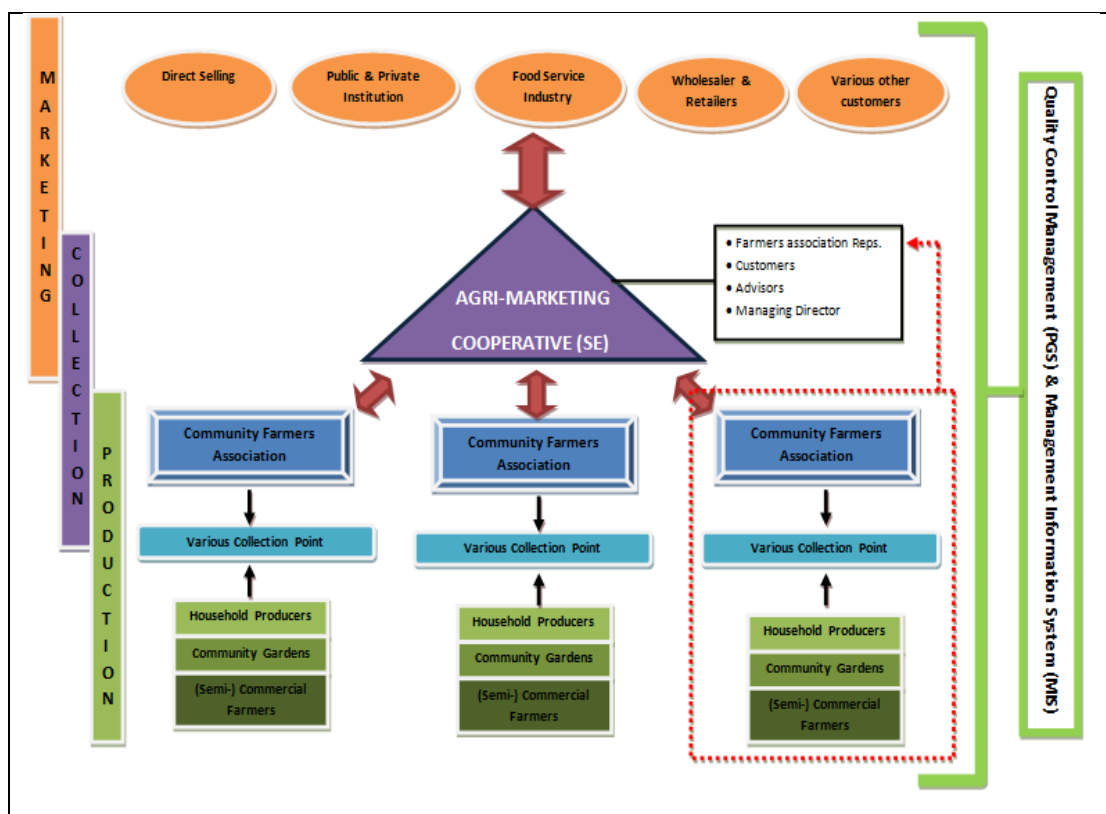 MARKETING
COLLECTION
PRODUCTION
Direct Selling
Public & Private
Institution
Food Service
Industry
Wholesaler &
Retailers
Various other
customers
AGRI-MARKETING
COOPERATIVE (SE)
• Farmers association Reps.
• Customers
• Advisors
• Managing Director
Community Farmers
Association
Community Farmers
Association
Community Farmers
Association
Various Collection Point
Various Collection Point
Various Collection Point
Household Producers
Community Gardens
(Semi-) Commercial
Farmers
Household Producers
Community Gardens
(Semi-) Commercial
Farmers
Household Producers
Community Gardens
(Semi-) Commercial
Farmers
Quality Control Management (PGS) & Management Information System (MIS)